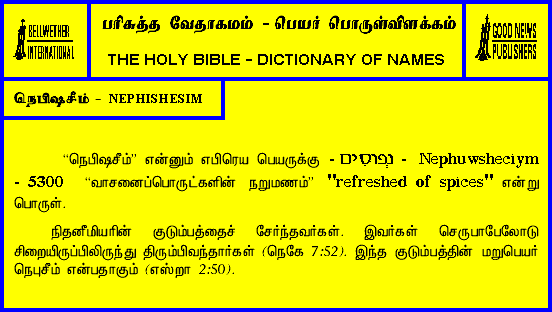 BELLWETHER
INTERNATIONAL
பரிசுத்த வேதாகமம் - பெயர் பொருள்விளக்கம்
THE HOLY BIBLE - DICTIONARY OF NAMES
GOOD NEWS
PUBLISHERS
நெபிஷசீம் - NEPHISHESIM
“நெபிஷசீம்” என்னும் எபிரெய பெயருக்கு - נְפוּסִים - Nephuwsheciym
- 5300 “வாசனைப்பொருட்களின் நறுமணம்” "refreshed of spices" என்று
பொருள்.
நிதனீமியரின் குடும்பத்தைச் சேர்ந்தவர்கள். இவர்கள் செருபாபேலோடு
சிறையிருப்பிலிருந்து திரும்பிவந்தார்கள் (நெகே 7:52). இந்த குடும்பத்தின் மறுபெயர்
நெபுசீம் என்பதாகும் (எஸ்றா 2:50).